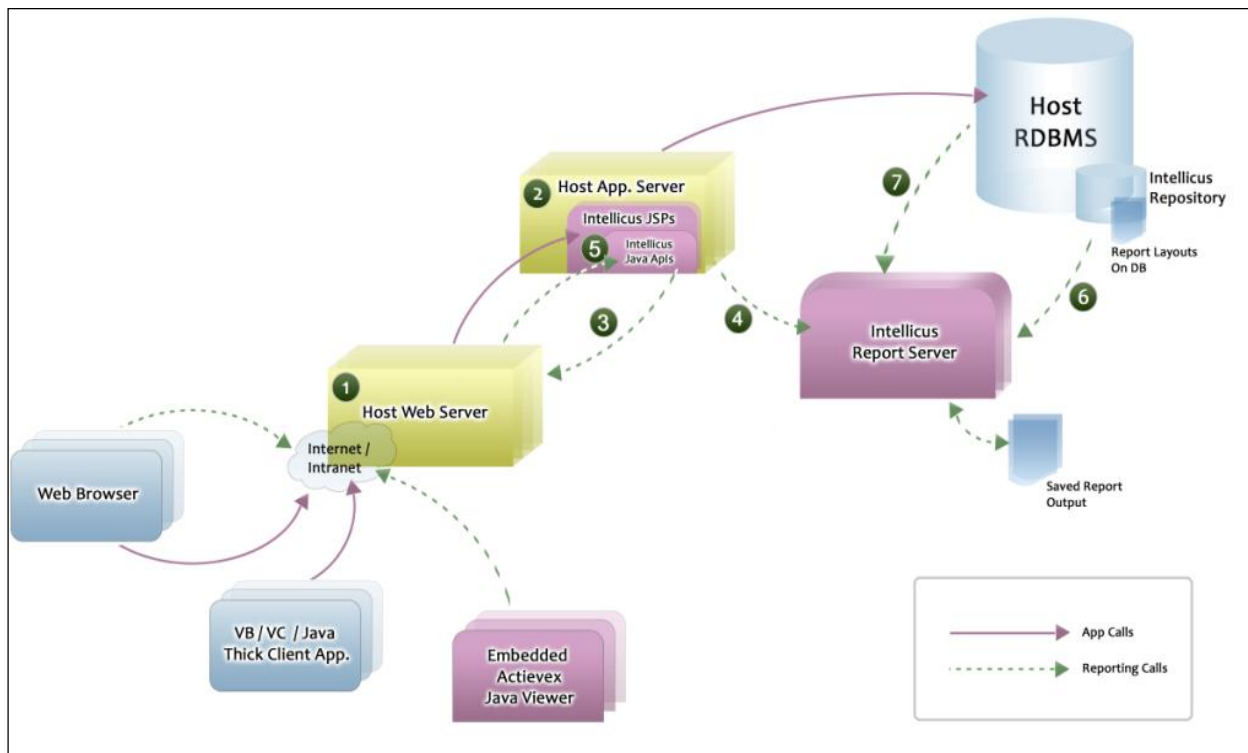 Host
RDBMS
7
2
Host App. Server
Intellicus
Repository
Intellicus JSPs
5
Intellicus
Java ApIs
Report Layouts
On DB
6
3
4
Intellicus
Report Server
1
Host Web Server
Internet /
Intranet
Web Browser
Saved Report
Output
VB / VC / Java
Thick Client App.
Embedded
Actievex
Java Viewer
App Calls
Reporting Calls